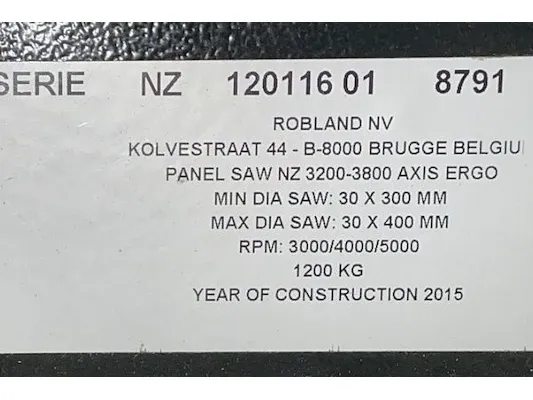 SERIE NZ 120116 01 8791
ROBLAND NV
KOLVESTRAAT 44 - B-8000 BRUGGE BELGIU
PANEL SAW NZ 3200-3800 AXIS ERGO
MIN DIA SAW: 30 X 300 MM
MAX DIA SAW: 30 X 400 MM
RPM: 3000/4000/5000
1200 KG
YEAR OF CONSTRUCTION 2015